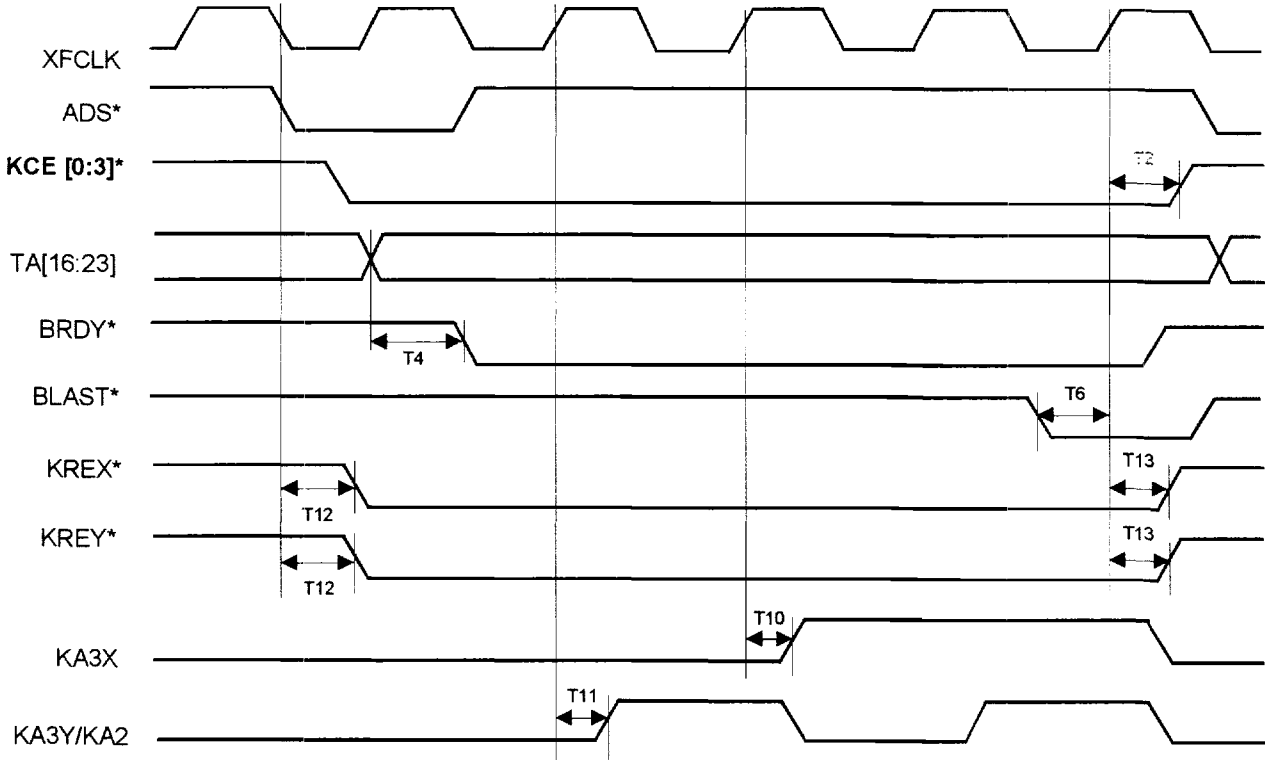 XFCLK
ADS*
KCE [0:3]*
T2
TA[16:23]
BRDY*
T4
BLAST*
T6
KREX*
T12
T13
KREY*
T12
T13
KA3X
T10
KA3Y/KA2
T11